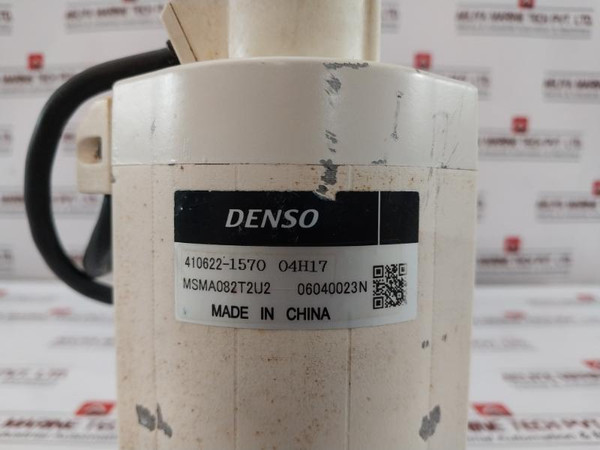 DENSO
410622-1570 04H17
MSMA082T2U2 06040023N
MADE IN CHINA